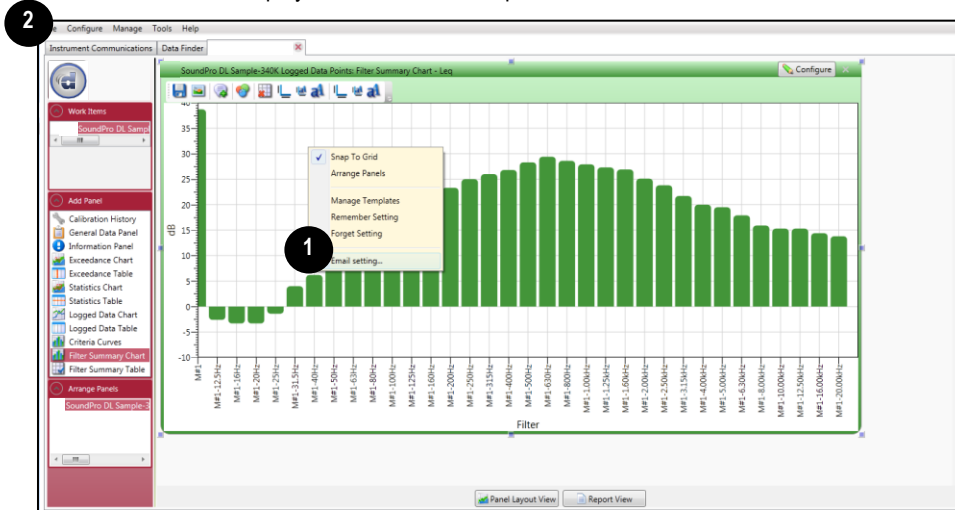 2
Configure Manage Tools Help
Instrument Communications Data Finder
SoundPro DL Sample-340K Logged Data Points: Filter Summary Chart - Leq
Configure
Work Items
SoundPro DL Sampl
Add Panel
Calibration History
General Data Panel
Information Panel
Exceedance Chart
Exceedance Table
Statistics Chart
Statistics Table
Logged Data Chart
Logged Data Table
Criteria Curves
Filter Summary Chart
Filter Summary Table
Arrange Panels
SoundPro DL Sample-3
Snap To Grid
Arrange Panels
Manage Templates
Remember Setting
Forget Setting
1
Email setting...
dB
40
35
30
25
20
15
10
5
0
-5
-10
M#1
M#1-12.5Hz
M#1-16Hz
M#1-20Hz
M#1-25Hz
M#1-31.5Hz
M#1-40Hz
M#1-50Hz
M#1-63Hz
M#1-80Hz
M#1-100Hz
M#1-125Hz
M#1-160Hz
M#1-200Hz
M#1-250Hz
M#1-315Hz
M#1-400Hz
M#1-500Hz
M#1-630Hz
M#1-800Hz
M#1-1.00kHz
M#1-1.25kHz
M#1-1.60kHz
M#1-2.00kHz
M#1-2.50kHz
M#1-3.15kHz
M#1-4.00kHz
M#1-5.00kHz
M#1-6.30kHz
M#1-8.00kHz
M#1-10.00kHz
M#1-12.50kHz
M#1-16.00kHz
M#1-20.00kHz
Filter
Panel Layout View Report View